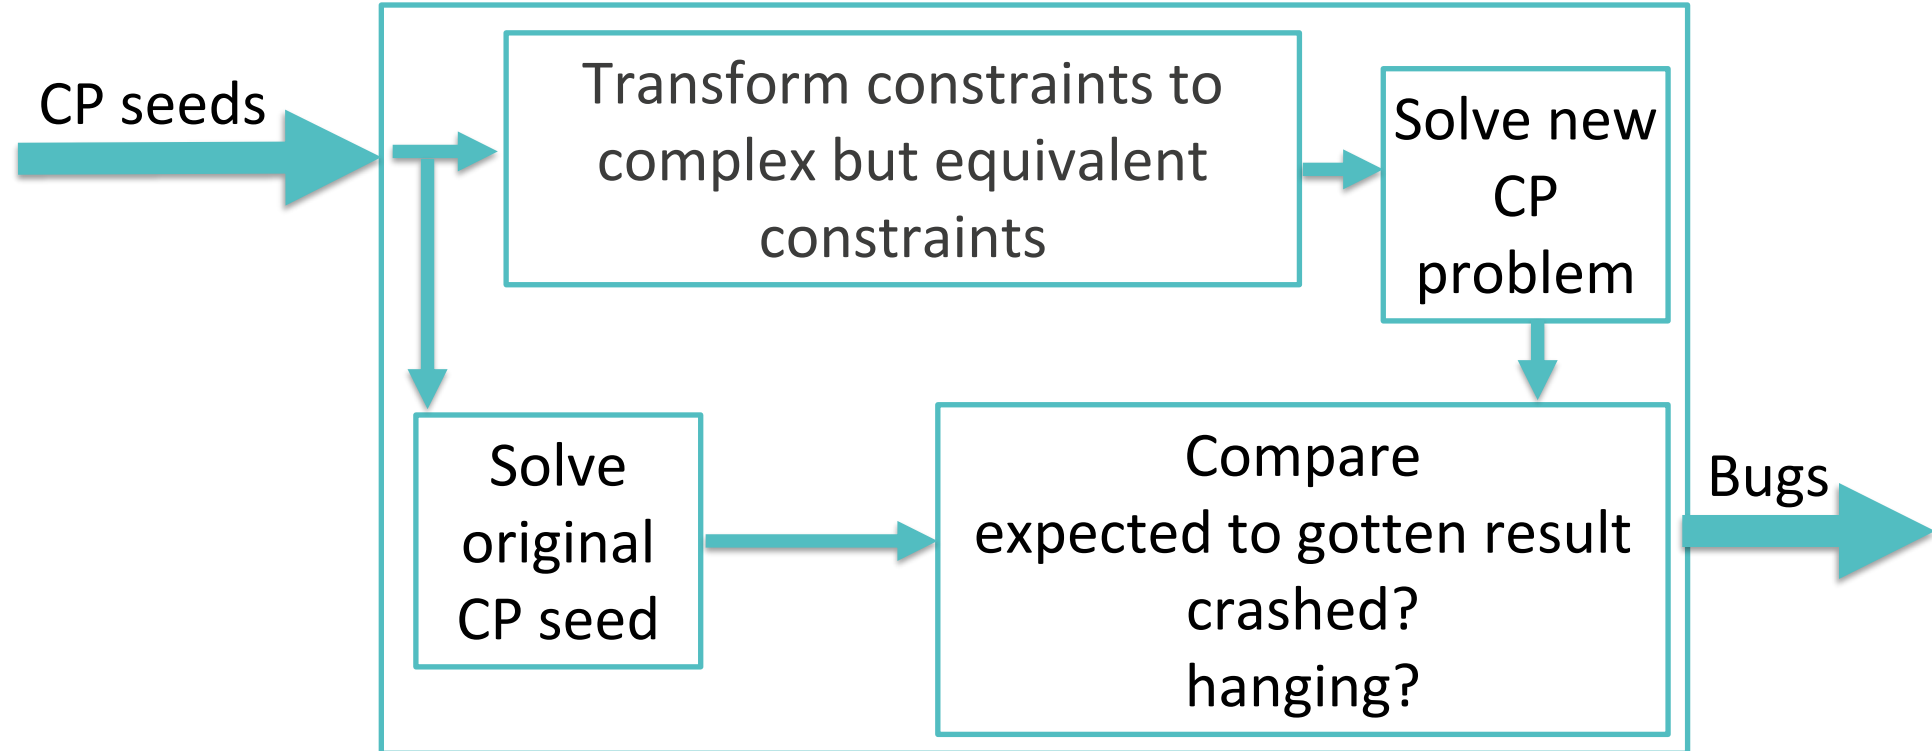 CP seeds
Transform constraints to
complex but equivalent
constraints
Solve new
CP
problem
Solve
original
CP seed
Compare
expected to gotten result
crashed?
hanging?
Bugs